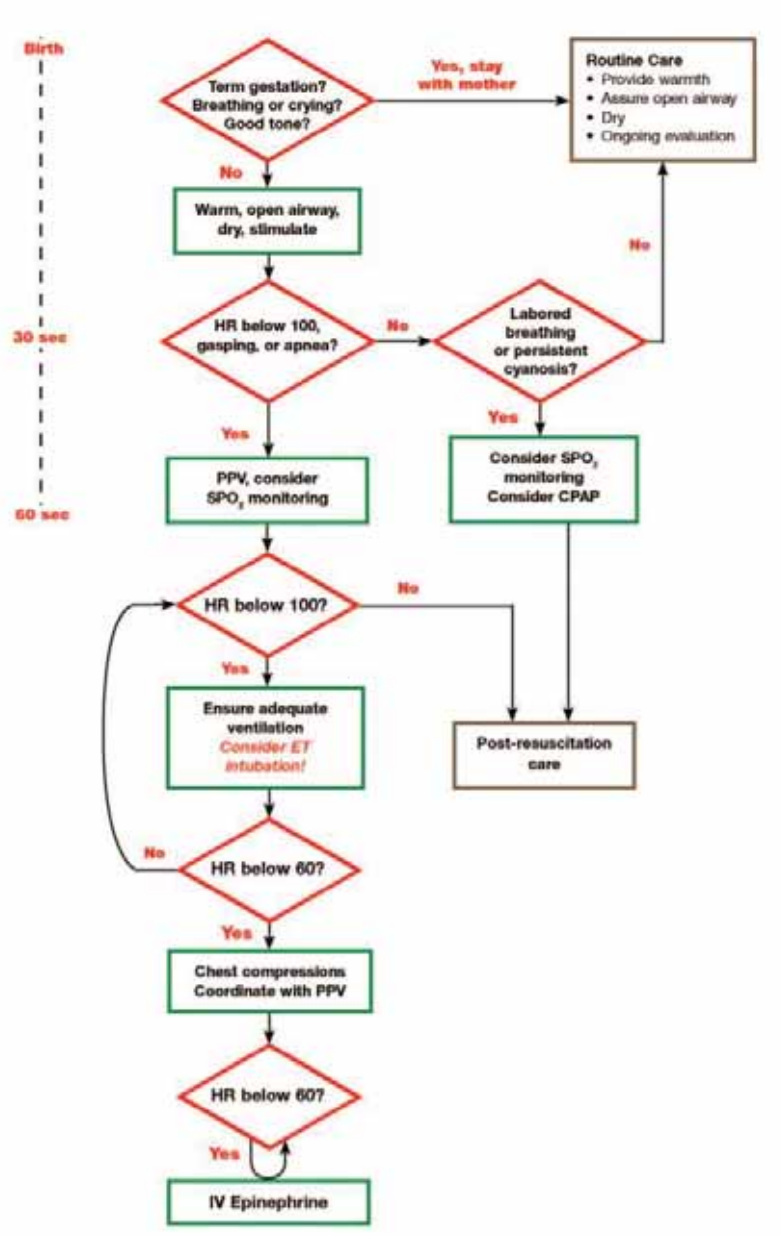 Birth
Term gestation?
Breathing or crying?
Good tone?
Yes, stay
with mother
Routine Care
• Provide warmth
• Assure open airway
• Dry
• Ongoing evaluation
No
Warm, open airway,
dry, stimulate
No
30 sec
HR below 100,
gasping, or apnea?
No
Labored
breathing
or persistent
cyanosis?
Yes
Yes
PPV, consider
SPO₂ monitoring
Consider SPO₂
monitoring
Consider CPAP
60 sec
HR below 100?
No
Yes
Ensure adequate
ventilation
Consider ET
intubation!
Post-resuscitation
care
No
HR below 60?
Yes
Chest compressions
Coordinate with PPV
HR below 60?
Yes
IV Epinephrine